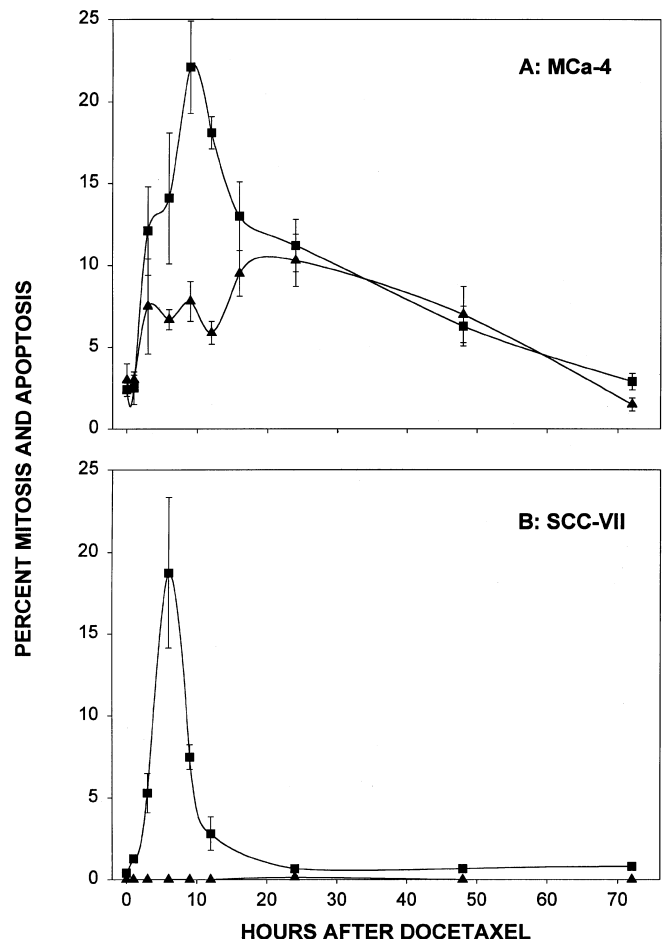 PERCENT MITOSIS AND APOPTOSIS
25
20
15
10
5
0
A: MCa-4
25
20
15
10
5
0
B: SCC-VII
0 10 20 30 40 50 60 70
HOURS AFTER DOCETAXEL